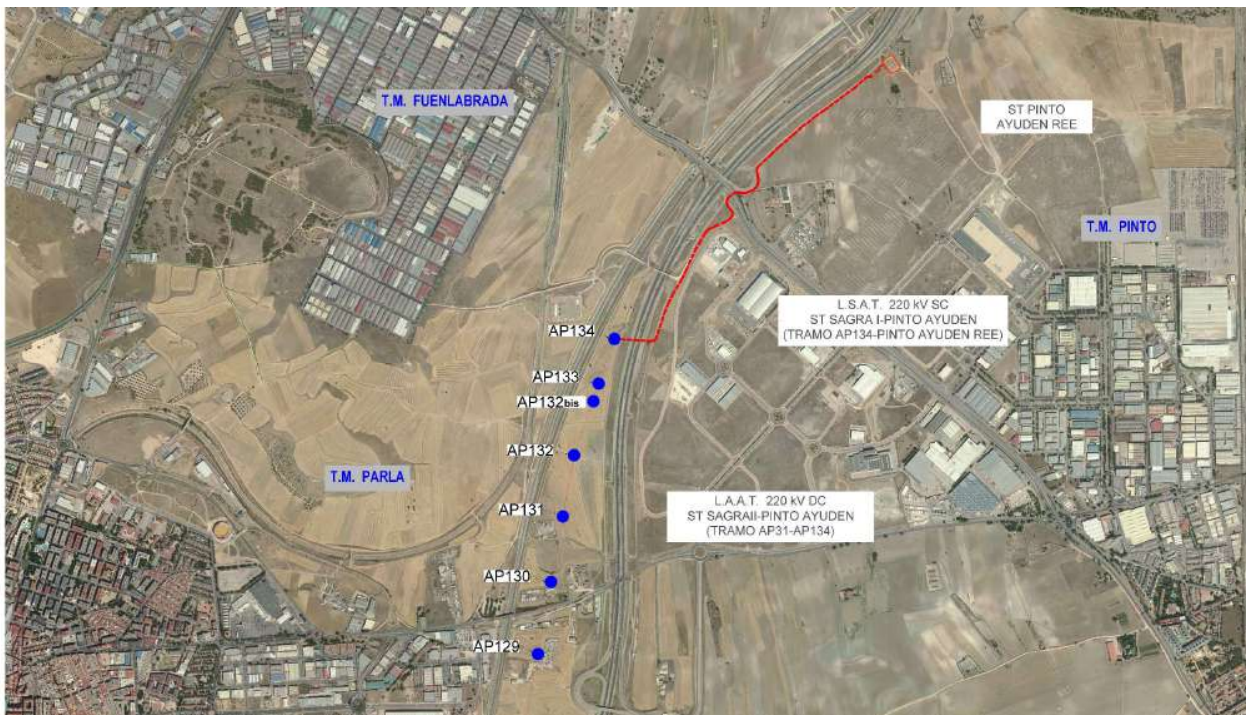 T.M. FUENLABRADA
ST PINTO
AYUDEN REE
T.M. PINTO
L.S.A.T. 220 kV SC
ST SAGRA I-PINTO AYUDEN
(TRAMO AP134-PINTO AYUDEN REE)
AP134
AP133
AP132bis
AP132
T.M. PARLA
L.A.A.T. 220 kV DC
ST SAGRAII-PINTO AYUDEN
(TRAMO AP31-AP134)
AP131
AP130
AP129